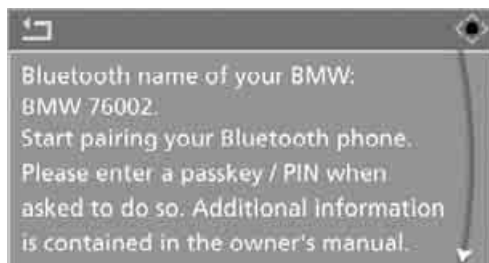 Bluetooth name of your BMW:
BMW 76002.
Start pairing your Bluetooth phone.
Please enter a passkey / PIN when
asked to do so. Additional information
is contained in the owner's manual.